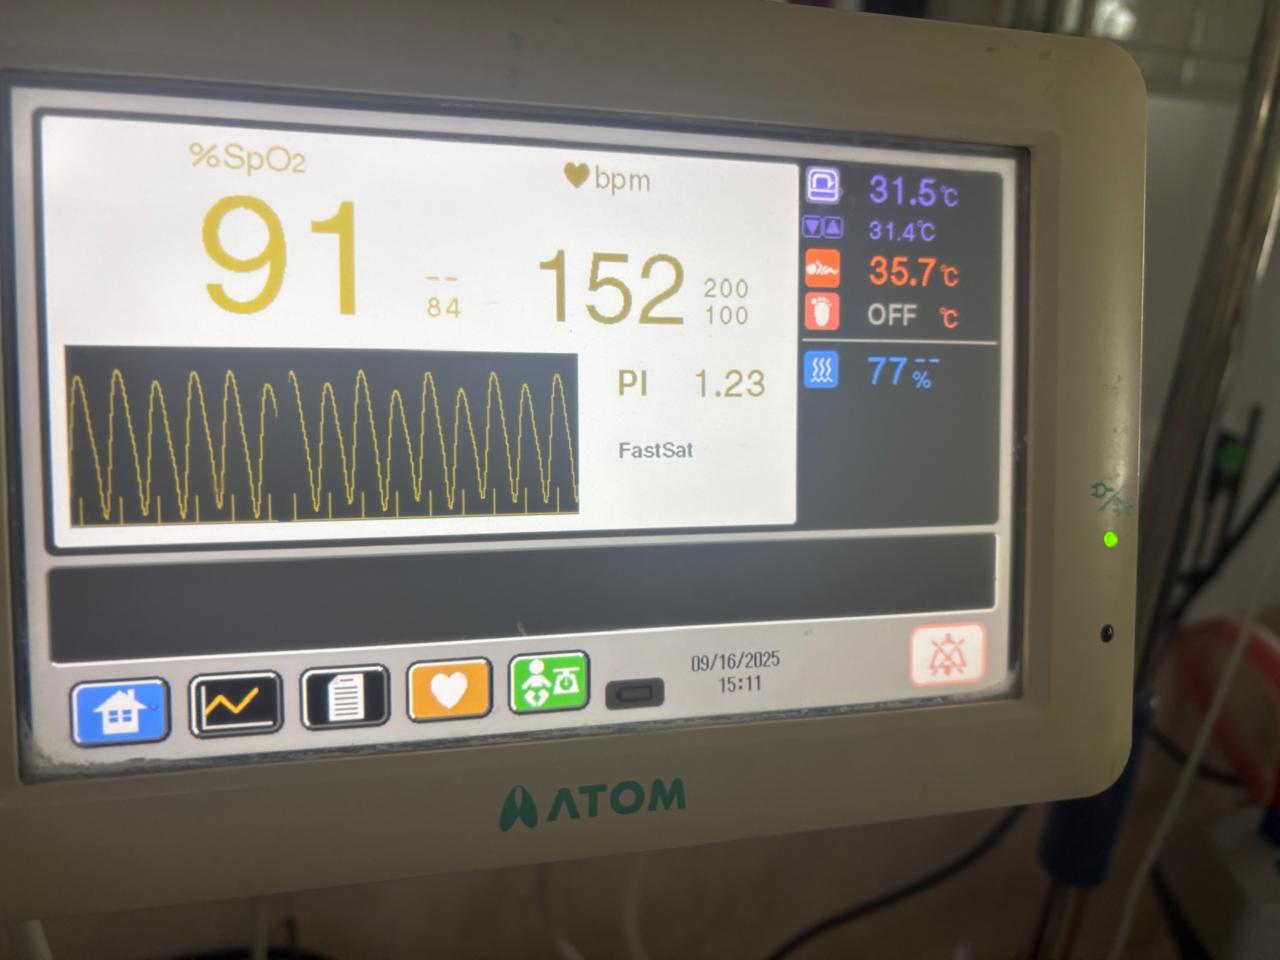 %SpO2
91
--
84
bpm
152
200
100
PI 1.23
FastSat
31.5℃
31.4℃
35.7℃
OFF ℃
77 --
%
09/16/2025
15:11
ATOM